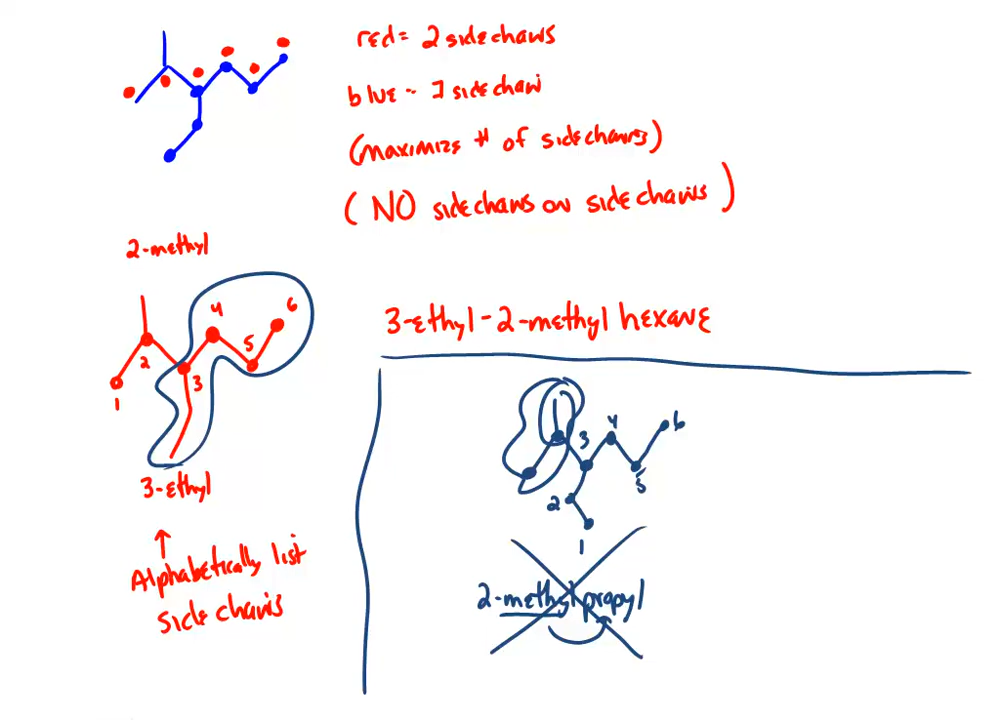 red = 2 sidechains
blue - 1 sidechain
(maximize # of sidechains)
(NO sidechains on sidechains)
2-methyl
4
6
2
5
3
1
3-ethyl-2-methyl hexane
3-ethyl
Alphabetically list
side chains
3
4
6
5
2
1
2-methyl propyl